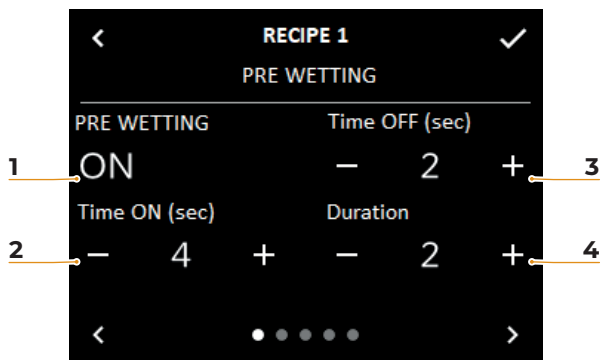 RECIPE 1
PRE WETTING
PRE WETTING
Time OFF (sec)
1
ON
− 2 +
3
Time ON (sec)
Duration
2
− 4 +
− 2 +
4